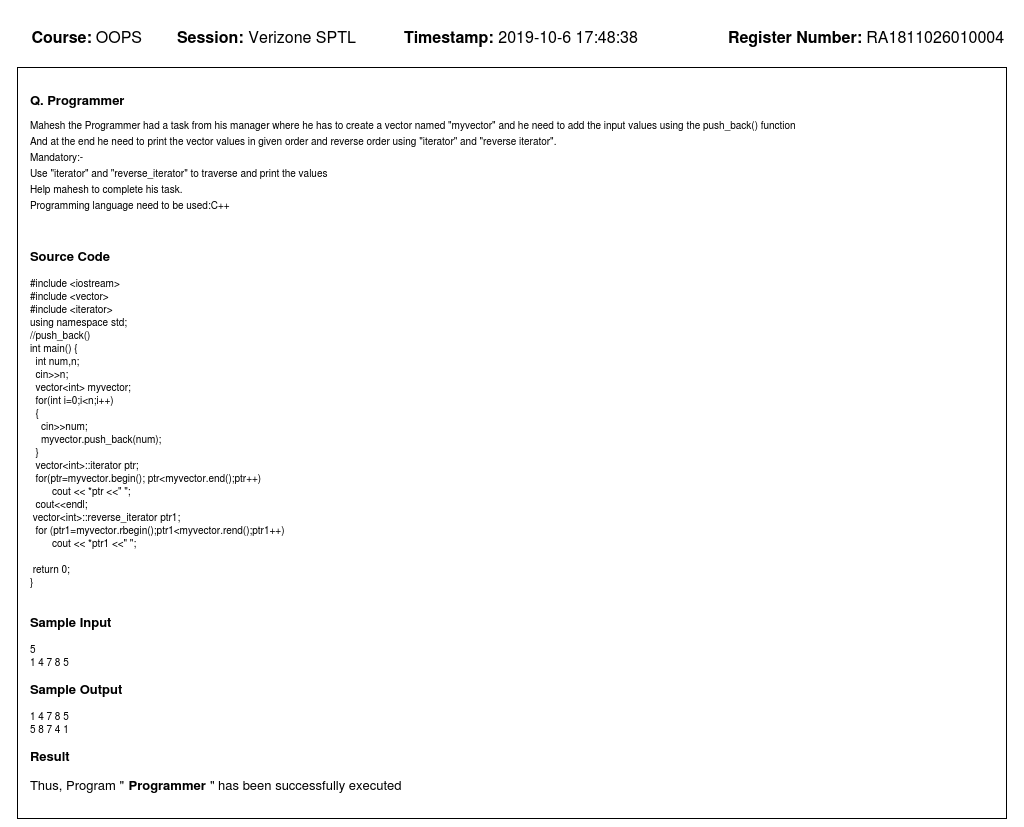 Course: OOPS Session: Verizone SPTL Timestamp: 2019-10-6 17:48:38 Register Number: RA1811026010004
Q. Programmer
Mahesh the Programmer had a task from his manager where he has to create a vector named "myvector" and he need to add the input values using the push_back() function
And at the end he need to print the vector values in given order and reverse order using "iterator" and "reverse iterator".
Mandatory:-
Use "iterator" and "reverse_iterator" to traverse and print the values
Help mahesh to complete his task.
Programming language need to be used:C++
Source Code
#include <iostream>
#include <vector>
#include <iterator>
using namespace std;
//push_back()
int main() {
  int num,n;
  cin>>n;
  vector<int> myvector;
  for(int i=0;i<n;i++)
  {
    cin>>num;
    myvector.push_back(num);
  }
  vector<int>::iterator ptr;
  for(ptr=myvector.begin(); ptr<myvector.end();ptr++)
        cout << *ptr <<" ";
  cout<<endl;
 vector<int>::reverse_iterator ptr1;
  for (ptr1=myvector.rbegin();ptr1<myvector.rend();ptr1++)
        cout << *ptr1 <<" ";
 return 0;
}
Sample Input
5
1 4 7 8 5
Sample Output
1 4 7 8 5
5 8 7 4 1
Result
Thus, Program " Programmer " has been successfully executed